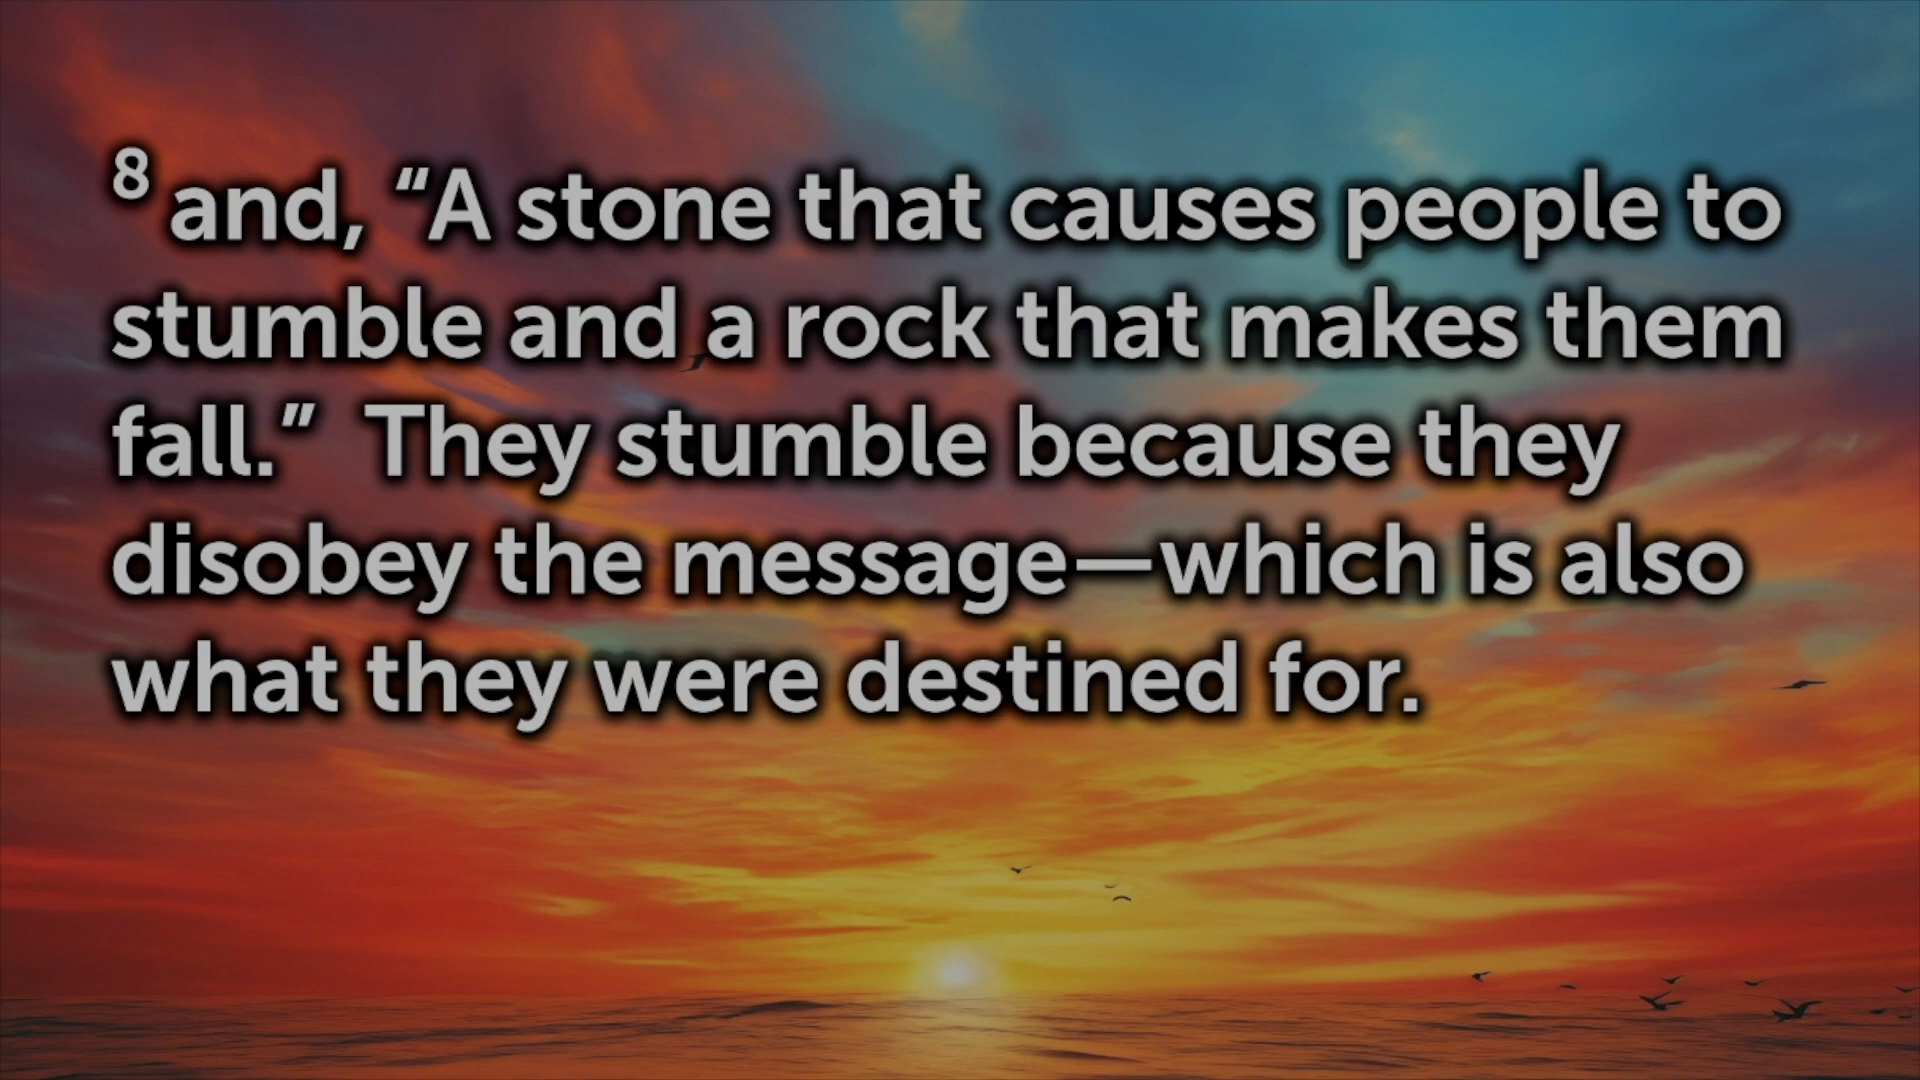 8 and, “A stone that causes people to
stumble and a rock that makes them
fall.”  They stumble because they
disobey the message—which is also
what they were destined for.